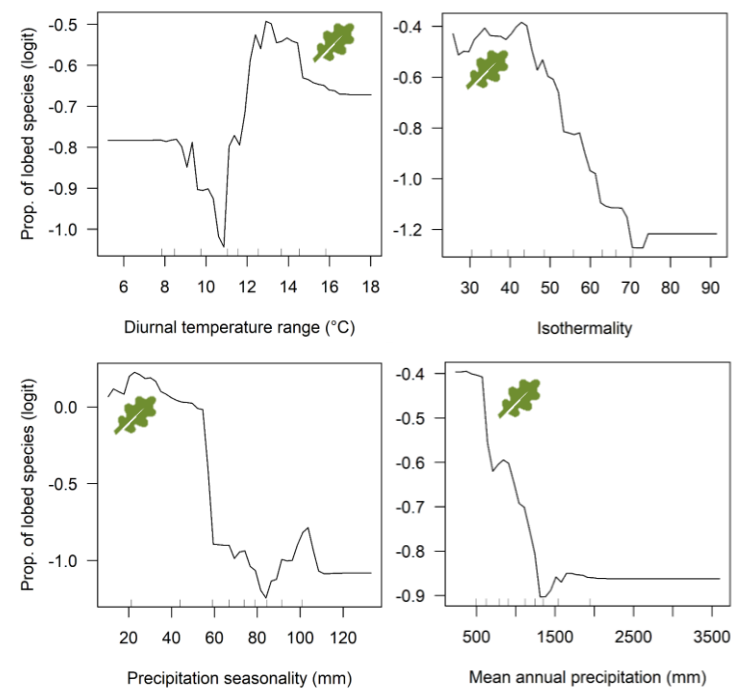 Prop. of lobed species (logit)
-0.5
-0.6
-0.7
-0.8
-0.9
-1.0
6 8 10 12 14 16 18
Diurnal temperature range (°C)
-0.4
-0.6
-0.8
-1.0
-1.2
30 40 50 60 70 80 90
Isothermality
Prop. of lobed species (logit)
0.0
-0.5
-1.0
20 40 60 80 100 120
Precipitation seasonality (mm)
-0.4
-0.5
-0.6
-0.7
-0.8
-0.9
500 1500 2500 3500
Mean annual precipitation (mm)